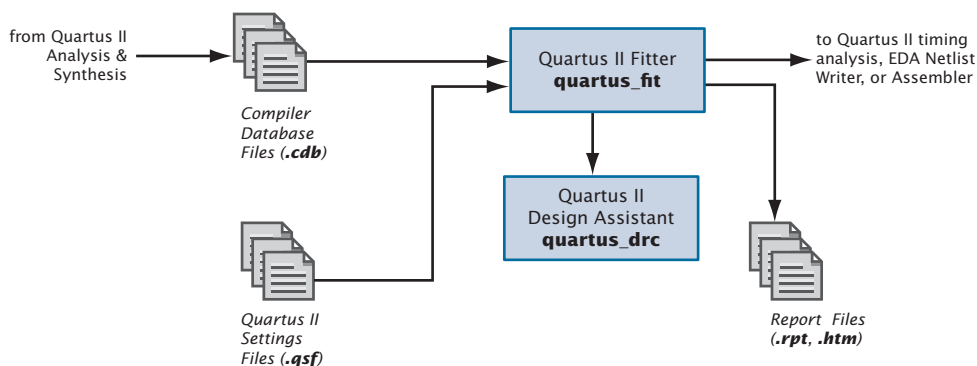 from Quartus II
Analysis &
Synthesis
Compiler
Database
Files (.cdb)
Quartus II Fitter
quartus_fit
to Quartus II timing
analysis, EDA Netlist
Writer, or Assembler
Quartus II
Design Assistant
quartus_drc
Quartus II
Settings
Files (.qsf)
Report Files
(.rpt, .htm)